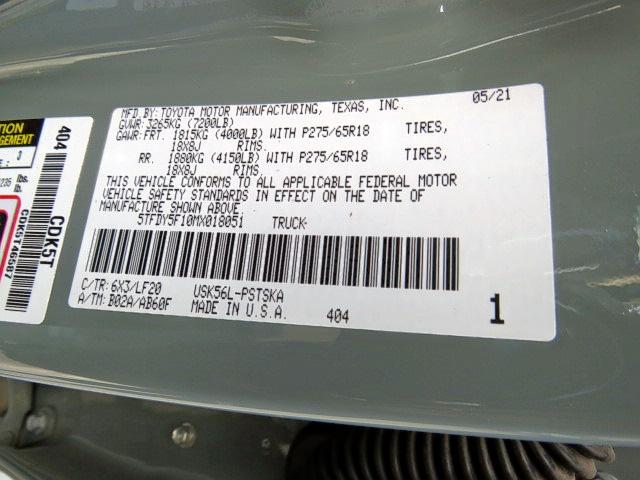 MFD.BY: TOYOTA MOTOR MANUFACTURING, TEXAS, INC. 05/21
GVWR: 3265KG (7200LB)
GAWR: FRT. 1815KG (4000LB) WITH P275/65R18 TIRES,
18X8J RIMS.
RR. 1880KG (4150LB) WITH P275/65R18 TIRES,
18X8J RIMS.
THIS VEHICLE CONFORMS TO ALL APPLICABLE FEDERAL MOTOR
VEHICLE SAFETY STANDARDS IN EFFECT ON THE DATE OF
MANUFACTURE SHOWN ABOVE.
5TFDY5F10MX018051 TRUCK
C/TR: 6X3/LF20 USK56L-PSTSKA
A/TM: B02A/AB60F MADE IN U.S.A. 404 1
404 CDK5T
3
lbs.
lb.